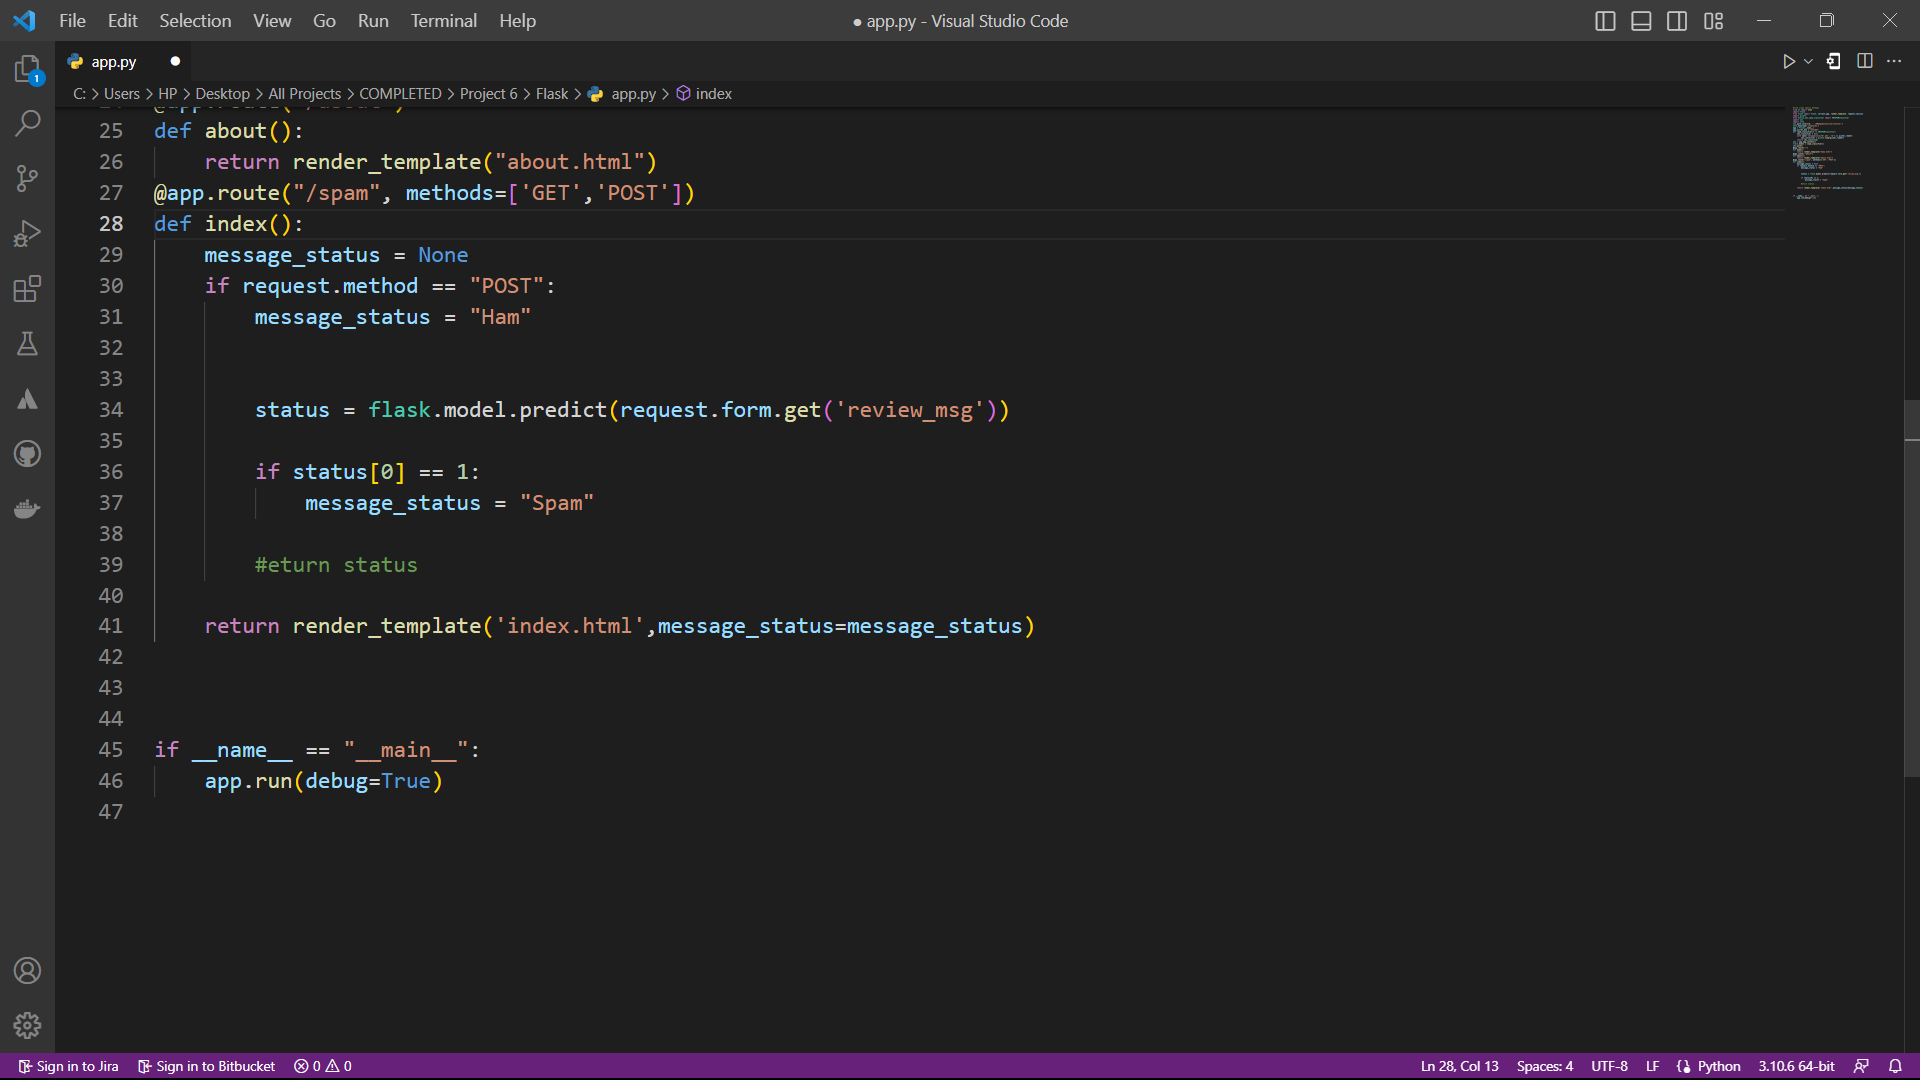 File Edit Selection View Go Run Terminal Help ● app.py - Visual Studio Code
app.py
1
C: > Users > HP > Desktop > All Projects > COMPLETED > Project 6 > Flask > app.py > index
25 def about():
26     return render_template("about.html")
27 @app.route("/spam", methods=['GET','POST'])
28 def index():
29     message_status = None
30     if request.method == "POST":
31         message_status = "Ham"
32
33
34         status = flask.model.predict(request.form.get('review_msg'))
35
36         if status[0] == 1:
37             message_status = "Spam"
38
39         #eturn status
40
41     return render_template('index.html',message_status=message_status)
42
43
44
45 if __name__ == "__main__":
46     app.run(debug=True)
47
Sign in to Jira Sign in to Bitbucket 0 0 Ln 28, Col 13 Spaces: 4 UTF-8 LF Python 3.10.6 64-bit